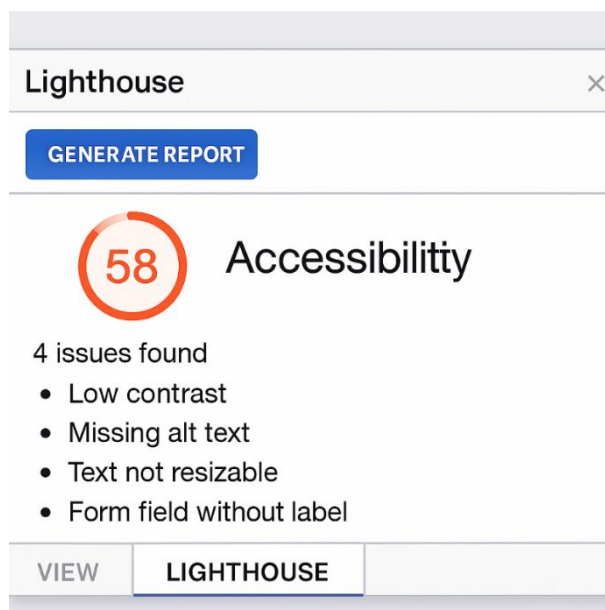 Lighthouse
GENERATE REPORT
58 Accessibilitty
4 issues found
• Low contrast
• Missing alt text
• Text not resizable
• Form field without label
VIEW LIGHTHOUSE